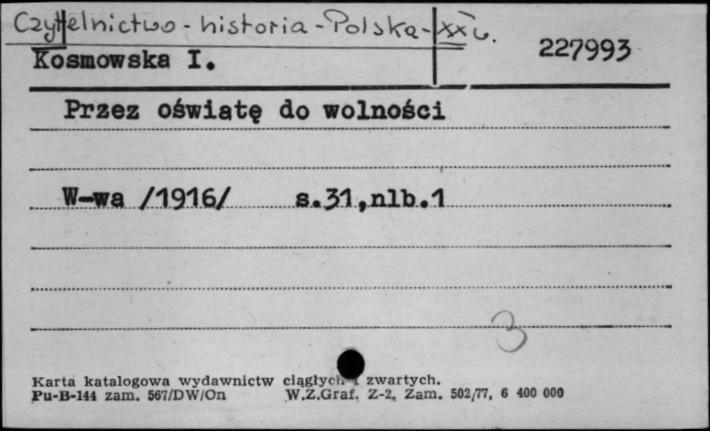 Czytelnictwo - historia - Polska - XX w.
Kosmowska I.
227993
Przez oświatę do wolności
W-wa /1916/ s.31,nlb.1
3
Karta katalogowa wydawnictw ciągłych i zwartych.
Pu-B-144 zam. 567/DW/On W.Z.Graf. Z-2, Zam. 502/77, 6 400 000